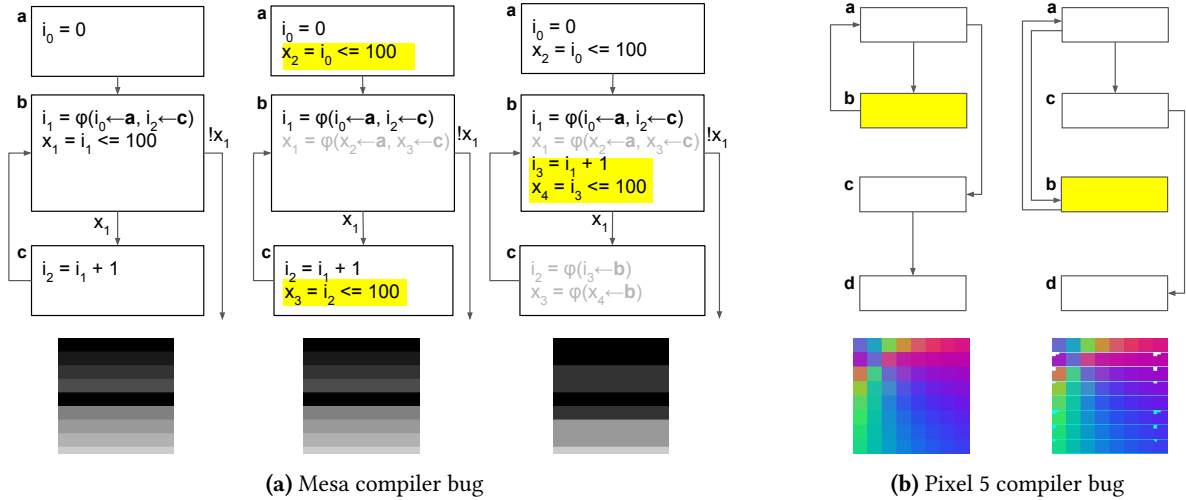 a
i₀ = 0
b
i₁ = φ(i₀←a, i₂←c)
x₁ = i₁ <= 100
!x₁
x₁
c
i₂ = i₁ + 1
a
i₀ = 0
x₂ = i₀ <= 100
b
i₁ = φ(i₀←a, i₂←c)
x₁ = φ(x₂←a, x₃←c)
!x₁
x₁
c
i₂ = i₁ + 1
x₃ = i₂ <= 100
a
i₀ = 0
x₂ = i₀ <= 100
b
i₁ = φ(i₀←a, i₂←c)
x₁ = φ(x₂←a, x₃←c)
i₃ = i₁ + 1
x₄ = i₃ <= 100
!x₁
x₁
c
i₂ = φ(i₃←b)
x₃ = φ(x₄←b)
(a) Mesa compiler bug
a
b
c
d
a
c
b
d
(b) Pixel 5 compiler bug